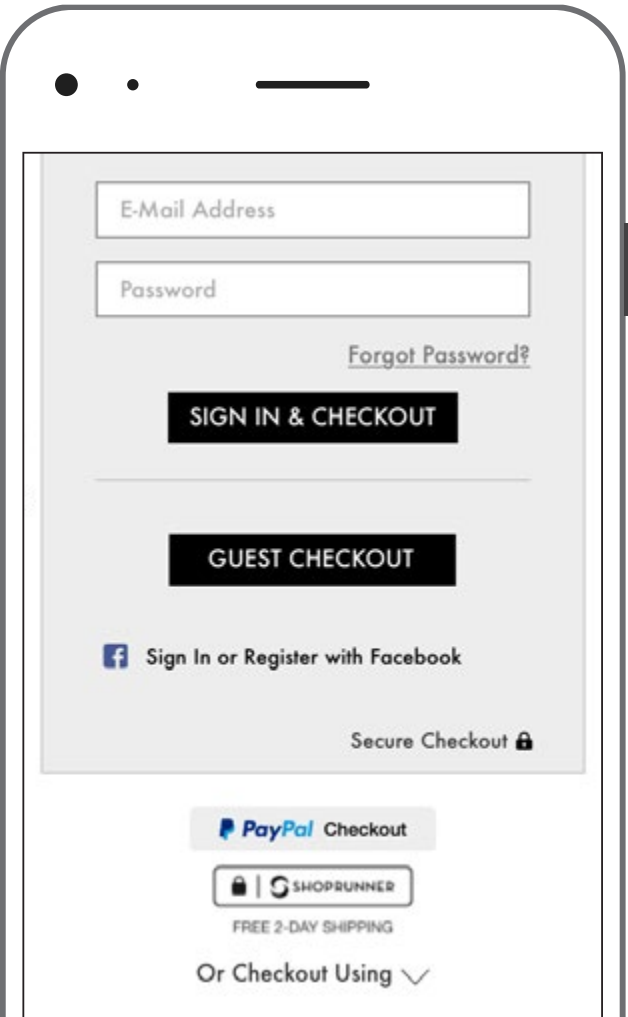 E-Mail Address
Password
Forgot Password?
SIGN IN & CHECKOUT
GUEST CHECKOUT
Sign In or Register with Facebook
Secure Checkout
PayPal Checkout
SHOPRUNNER
FREE 2-DAY SHIPPING
Or Checkout Using